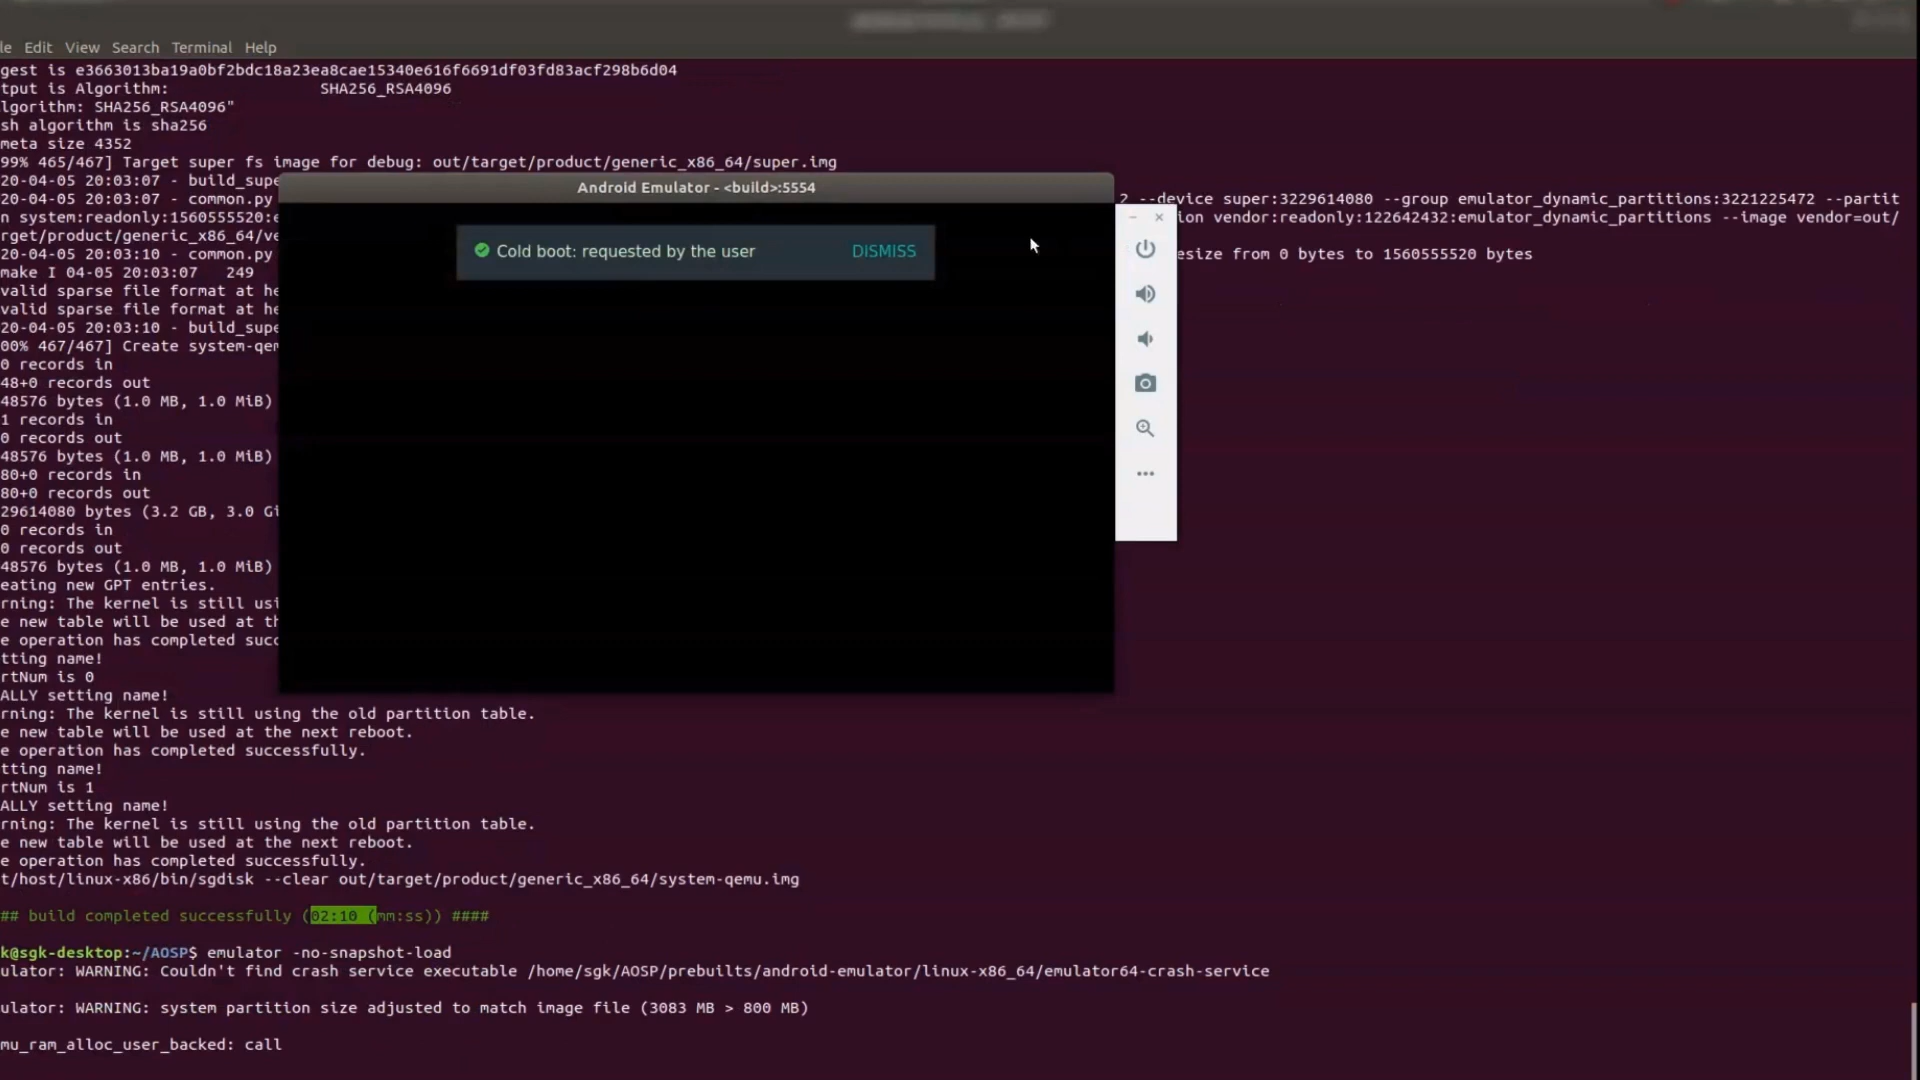 le Edit View Search Terminal Help
gest is e3663013ba19a0bf2bdc18a23ea8cae15340e616f6691df03fd83acf298b6d04
tput is Algorithm: SHA256_RSA4096
lgorithm: SHA256_RSA4096"
sh algorithm is sha256
meta size 4352
99% 465/467] Target super fs image for debug: out/target/product/generic_x86_64/super.img
20-04-05 20:03:07 - build_supe
Android Emulator - <build>:5554
20-04-05 20:03:07 - common.py
2 --device super:3229614080 --group emulator_dynamic_partitions:3221225472 --partit
n system:readonly:1560555520:e
ion vendor:readonly:122642432:emulator_dynamic_partitions --image vendor=out/
rget/product/generic_x86_64/ve
20-04-05 20:03:10 - common.py
esize from 0 bytes to 1560555520 bytes
Cold boot: requested by the user DISMISS
make I 04-05 20:03:07 249
valid sparse file format at he
valid sparse file format at he
20-04-05 20:03:10 - build_supe
00% 467/467] Create system-qem
0 records in
48+0 records out
48576 bytes (1.0 MB, 1.0 MiB)
1 records in
0 records out
48576 bytes (1.0 MB, 1.0 MiB)
80+0 records in
80+0 records out
29614080 bytes (3.2 GB, 3.0 Gi
0 records in
0 records out
48576 bytes (1.0 MB, 1.0 MiB)
eating new GPT entries.
rning: The kernel is still usi
e new table will be used at th
e operation has completed succ
tting name!
rtNum is 0
ALLY setting name!
rning: The kernel is still using the old partition table.
e new table will be used at the next reboot.
e operation has completed successfully.
tting name!
rtNum is 1
ALLY setting name!
rning: The kernel is still using the old partition table.
e new table will be used at the next reboot.
e operation has completed successfully.
t/host/linux-x86/bin/sgdisk --clear out/target/product/generic_x86_64/system-qemu.img
## build completed successfully (02:10 (mm:ss)) ####
k@sgk-desktop:~/AOSP$ emulator -no-snapshot-load
ulator: WARNING: Couldn't find crash service executable /home/sgk/AOSP/prebuilts/android-emulator/linux-x86_64/emulator64-crash-service
ulator: WARNING: system partition size adjusted to match image file (3083 MB > 800 MB)
mu_ram_alloc_user_backed: call